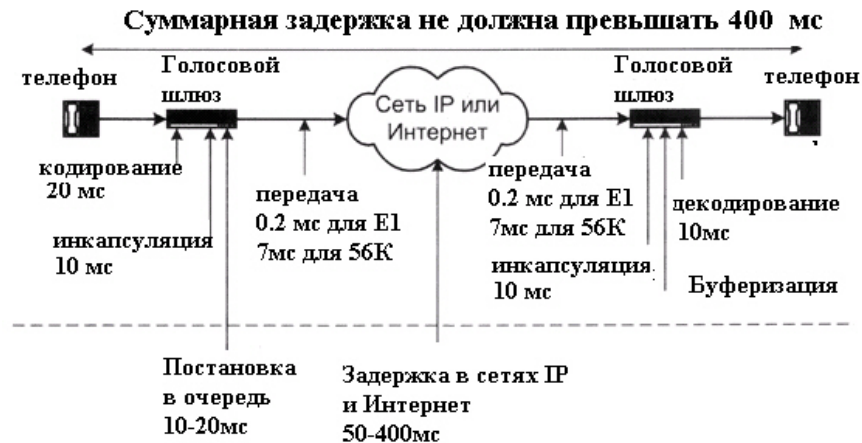 Суммарная задержка не должна превышать 400 мс
телефон
Голосовой
шлюз
Сеть IP или
Интернет
Голосовой
шлюз
телефон
кодирование
20 мс
инкапсуляция
10 мс
передача
0.2 мс для Е1
7мс для 56К
передача
0.2 мс для Е1
7мс для 56К
инкапсуляция
10 мс
декодирование
10мс
Буферизация
Постановка
в очередь
10-20мс
Задержка в сетях IP
и Интернет
50-400мс